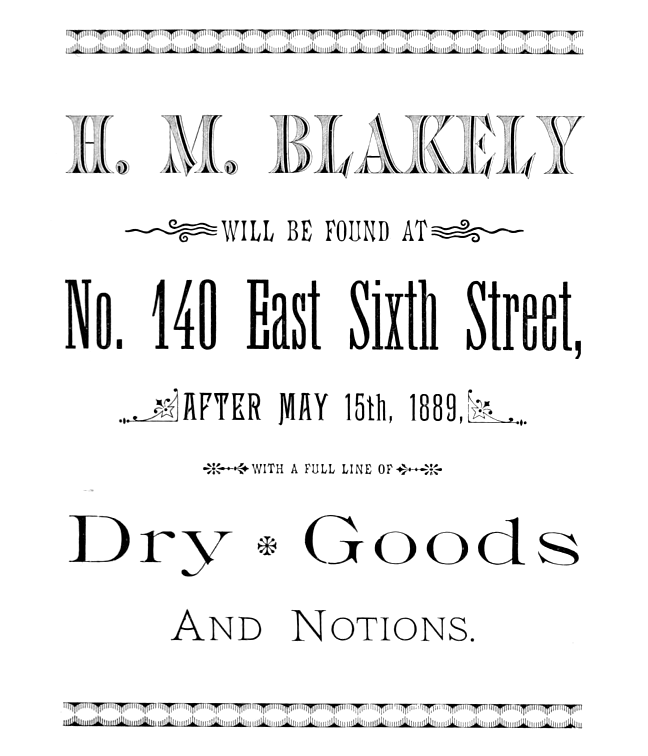 H. M. BLAKELY
WILL BE FOUND AT
No. 140 East Sixth Street,
AFTER MAY 15th, 1889,
WITH A FULL LINE OF
Dry Goods
AND NOTIONS.